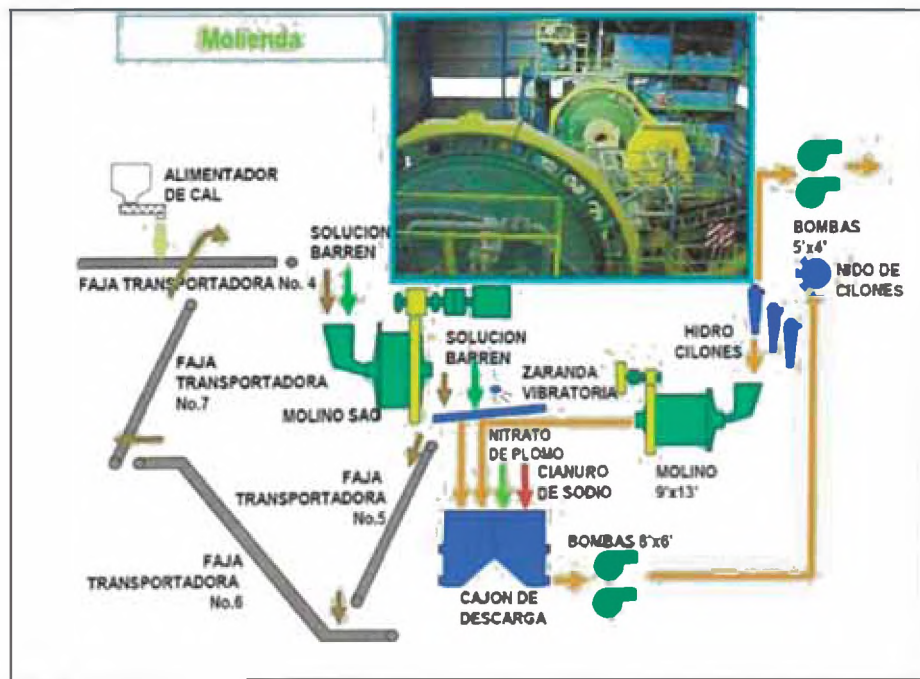 Molienda
ALIMENTADOR
DE CAL
SOLUCION
BARREN
FAJA TRANSPORTADORA No. 4
FAJA
TRANSPORTADORA
No.7
MOLINO SAG
SOLUCION
BARREN
ZARANDA
VIBRATORIA
HIDRO
CILONES
BOMBAS
5'x4'
NIDO DE
CILONES
NITRATO
DE PLOMO
CIANURO
DE SODIO
MOLINO
9'x13'
FAJA
TRANSPORTADORA
No.5
FAJA
TRANSPORTADORA
No.6
BOMBAS 8'x6'
CAJON DE
DESCARGA